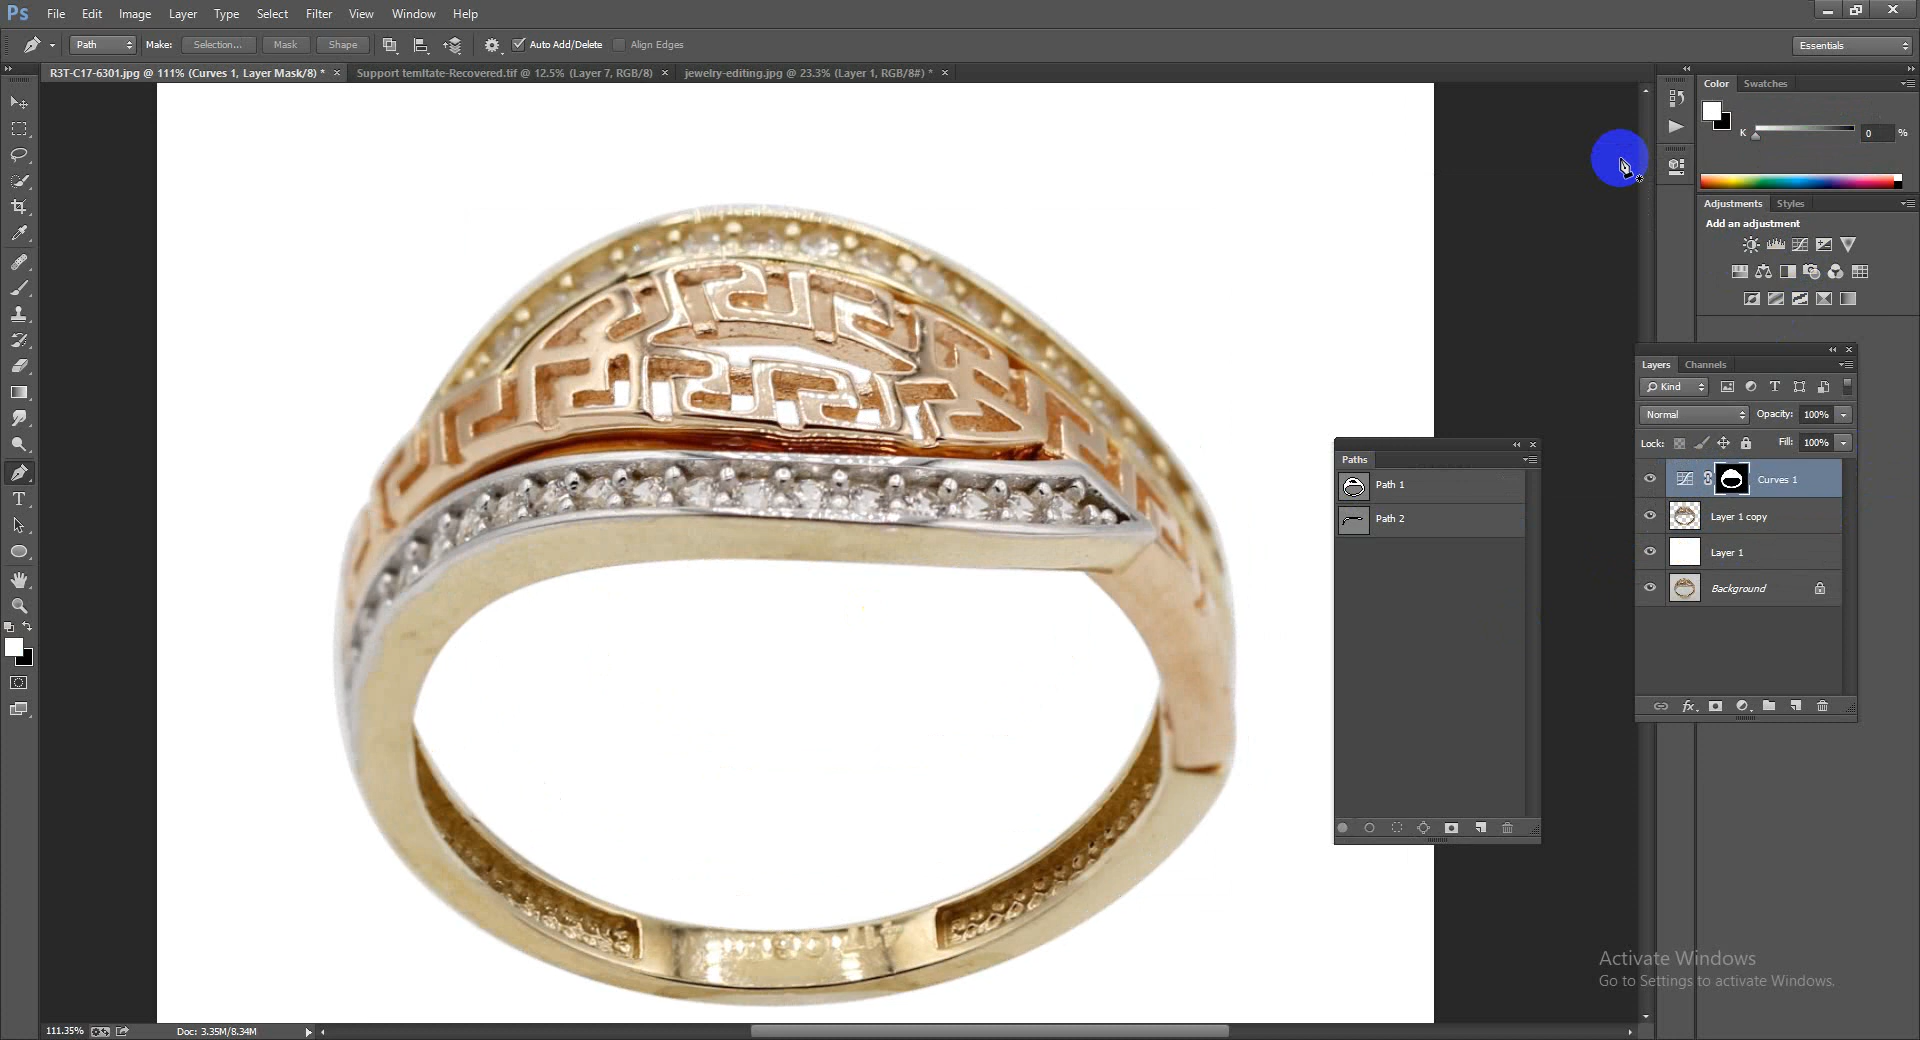 Ps File Edit Image Layer Type Select Filter View Window Help
Path Make: Selection... Mask Shape Auto Add/Delete Align Edges Essentials
R3T-C17-6301.jpg @ 111% (Curves 1, Layer Mask/8) * × Support temltate-Recovered.tif @ 12.5% (Layer 7, RGB/8) × jewelry-editing.jpg @ 23.3% (Layer 1, RGB/8#) * ×
Color Swatches
K 0 %
Adjustments Styles
Add an adjustment
Layers Channels
Kind
Normal Opacity: 100%
Lock: Fill: 100%
Curves 1
Layer 1 copy
Layer 1
Background
Paths
Path 1
Path 2
Activate Windows
Go to Settings to activate Windows.
111.35% Doc: 3.35M/8.34M